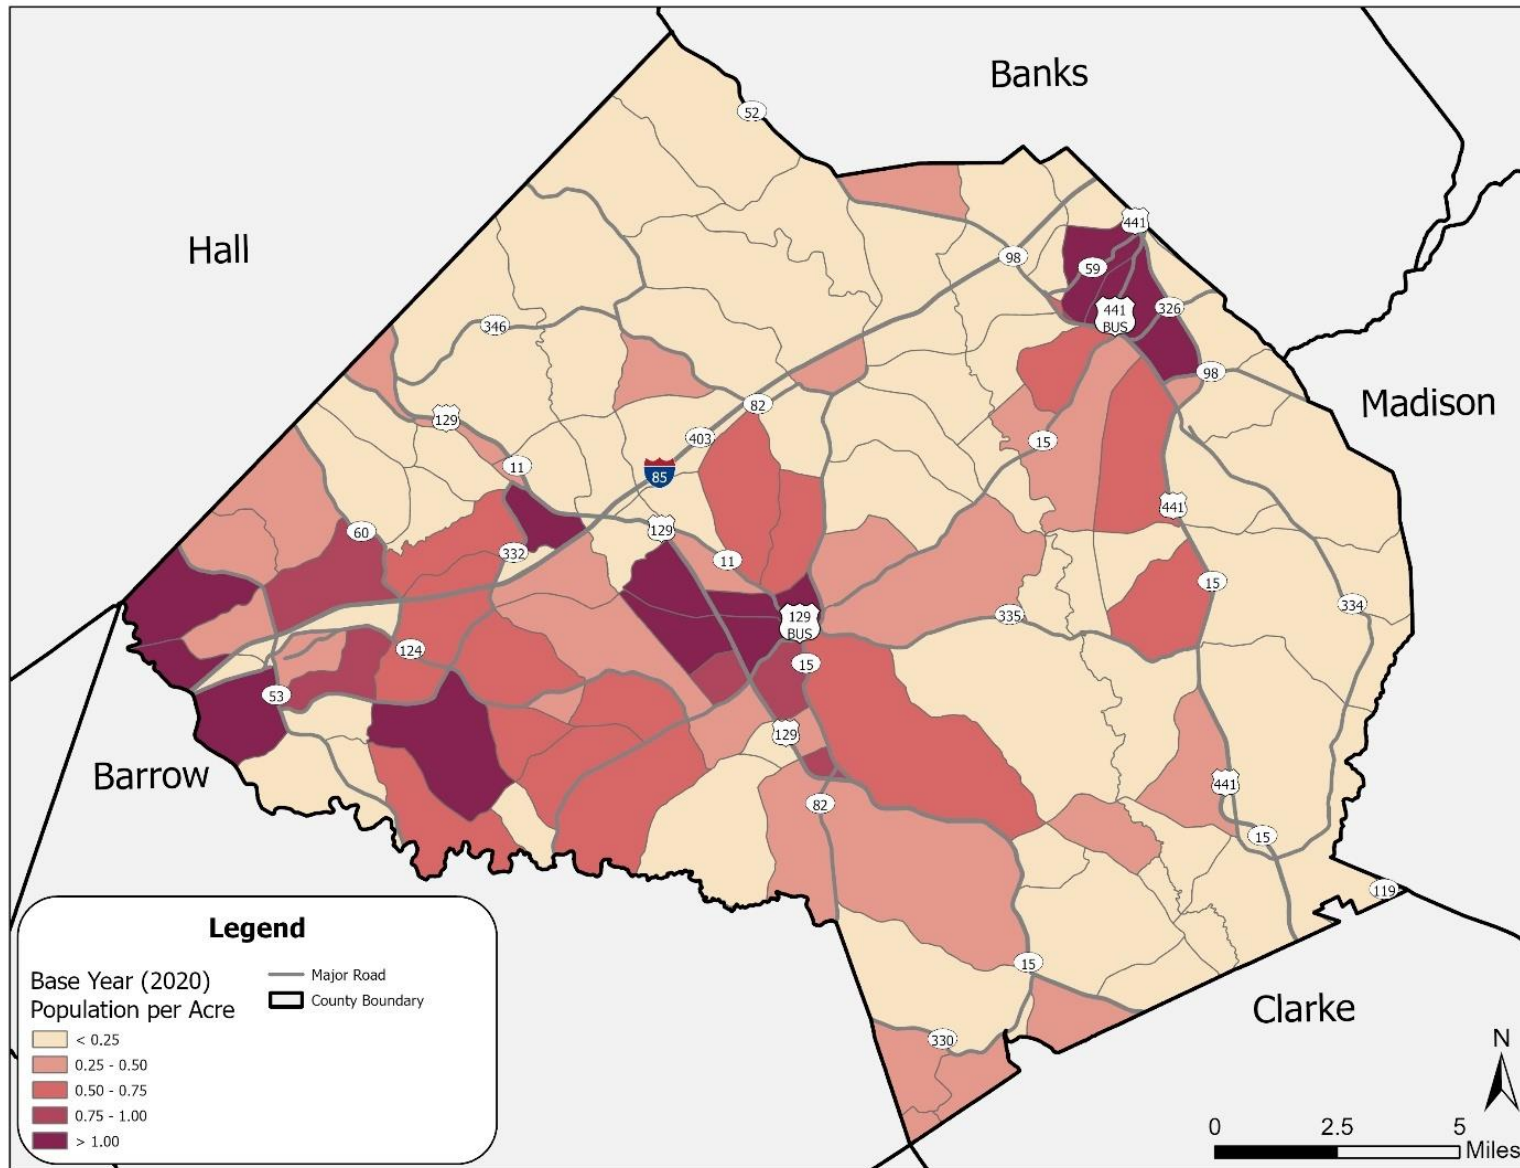 Banks
52
Hall
441
98
59
441
BUS
326
346
98
129
82
Madison
403
15
11
85
441
60
129
332
11
15
334
335
129
BUS
124
15
53
129
Barrow
441
82
15
119
15
Clarke
330
Legend
Base Year (2020)
Population per Acre
< 0.25
0.25 - 0.50
0.50 - 0.75
0.75 - 1.00
> 1.00
Major Road
County Boundary
N
0 2.5 5
Miles